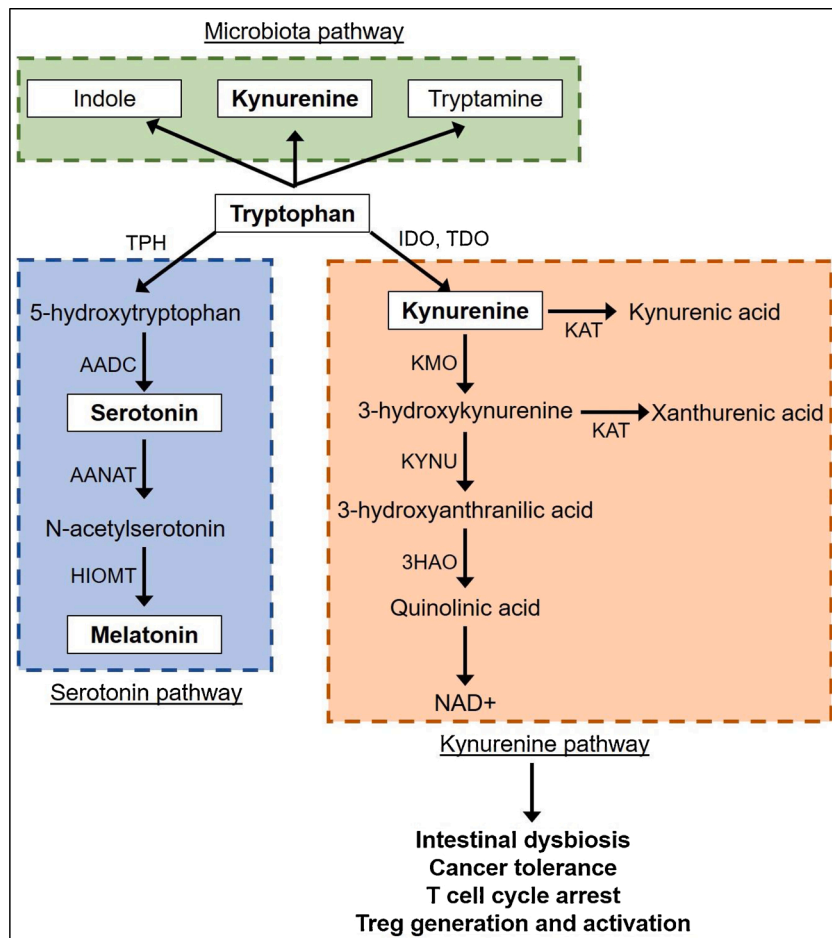 Microbiota pathway
Indole
Kynurenine
Tryptamine
Tryptophan
TPH
IDO, TDO
5-hydroxytryptophan
AADC
Serotonin
AANAT
N-acetylserotonin
HIOMT
Melatonin
Serotonin pathway
Kynurenine
KAT
Kynurenic acid
KMO
3-hydroxykynurenine
KAT
Xanthurenic acid
KYNU
3-hydroxyanthranilic acid
3HAO
Quinolinic acid
NAD+
Kynurenine pathway
Intestinal dysbiosis
Cancer tolerance
T cell cycle arrest
Treg generation and activation